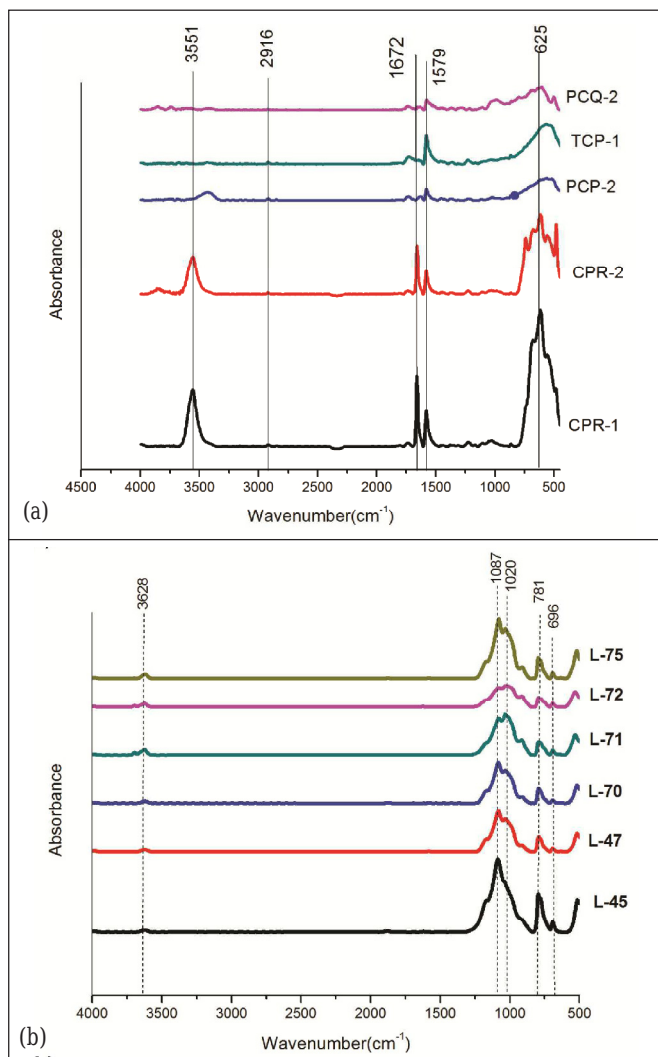 3551
2916
1672
1579
625
PCQ-2
TCP-1
PCP-2
CPR-2
CPR-1
Absorbance
4500 4000 3500 3000 2500 2000 1500 1000 500
Wavenumber(cm⁻¹)
(a)
3628
1087
1020
781
696
L-75
L-72
L-71
L-70
L-47
L-45
Absorbance
4000 3500 3000 2500 2000 1500 1000 500
Wavenumber(cm⁻¹)
(b)